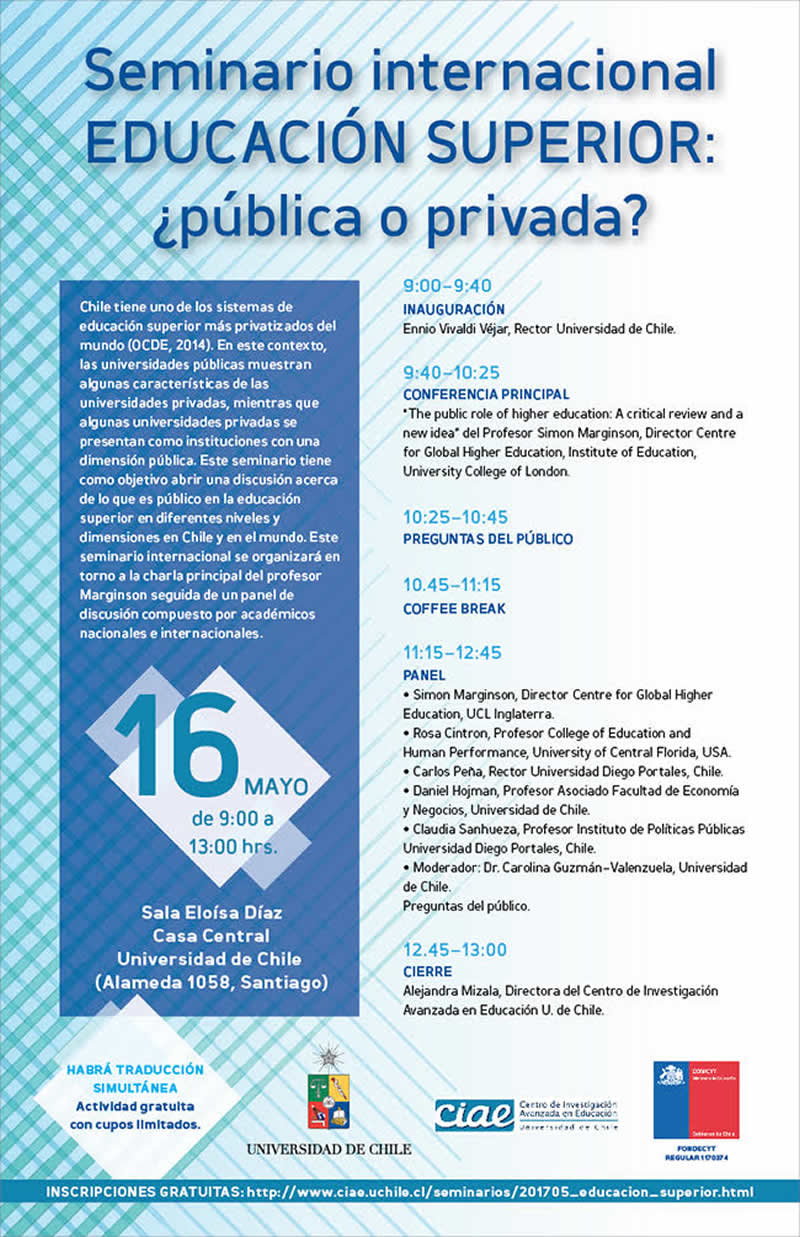 Seminario internacional
EDUCACIÓN SUPERIOR:
¿pública o privada?
Chile tiene uno de los sistemas de
educación superior más privatizados del
mundo (OCDE, 2014). En este contexto,
las universidades públicas muestran
algunas características de las
universidades privadas, mientras que
algunas universidades privadas se
presentan como instituciones con una
dimensión pública. Este seminario tiene
como objetivo abrir una discusión acerca
de lo que es público en la educación
superior en diferentes niveles y
dimensiones en Chile y en el mundo. Este
seminario internacional se organizará en
torno a la charla principal del profesor
Marginson seguida de un panel de
discusión compuesto por académicos
nacionales e internacionales.
16 MAYO
de 9:00 a
13:00 hrs.
Sala Eloísa Díaz
Casa Central
Universidad de Chile
(Alameda 1058, Santiago)
9:00–9:40
INAUGURACIÓN
Ennio Vivaldi Véjar, Rector Universidad de Chile.
9:40–10:25
CONFERENCIA PRINCIPAL
"The public role of higher education: A critical review and a
new idea" del Profesor Simon Marginson, Director Centre
for Global Higher Education, Institute of Education,
University College of London.
10:25–10:45
PREGUNTAS DEL PÚBLICO
10.45–11:15
COFFEE BREAK
11:15–12:45
PANEL
• Simon Marginson, Director Centre for Global Higher
Education, UCL Inglaterra.
• Rosa Cintron, Profesor College of Education and
Human Performance, University of Central Florida, USA.
• Carlos Peña, Rector Universidad Diego Portales, Chile.
• Daniel Hojman, Profesor Asociado Facultad de Economía
y Negocios, Universidad de Chile.
• Claudia Sanhueza, Profesor Instituto de Políticas Públicas
Universidad Diego Portales, Chile.
• Moderador: Dr. Carolina Guzmán–Valenzuela, Universidad
de Chile.
Preguntas del público.
12.45–13:00
CIERRE
Alejandra Mizala, Directora del Centro de Investigación
Avanzada en Educación U. de Chile.
HABRÁ TRADUCCIÓN
SIMULTÁNEA
Actividad gratuita
con cupos limitados.
UNIVERSIDAD DE CHILE
ciae
Centro de Investigación
Avanzada en Educación
Universidad de Chile
CONICYT
Gobierno de Chile
FONDECYT
REGULAR 1170374
INSCRIPCIONES GRATUITAS: http://www.ciae.uchile.cl/seminarios/201705_educacion_superior.html